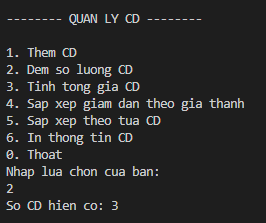 -------- QUAN LY CD --------
1. Them CD
2. Dem so luong CD
3. Tinh tong gia CD
4. Sap xep giam dan theo gia thanh
5. Sap xep theo tua CD
6. In thong tin CD
0. Thoat
Nhap lua chon cua ban:
2
So CD hien co: 3